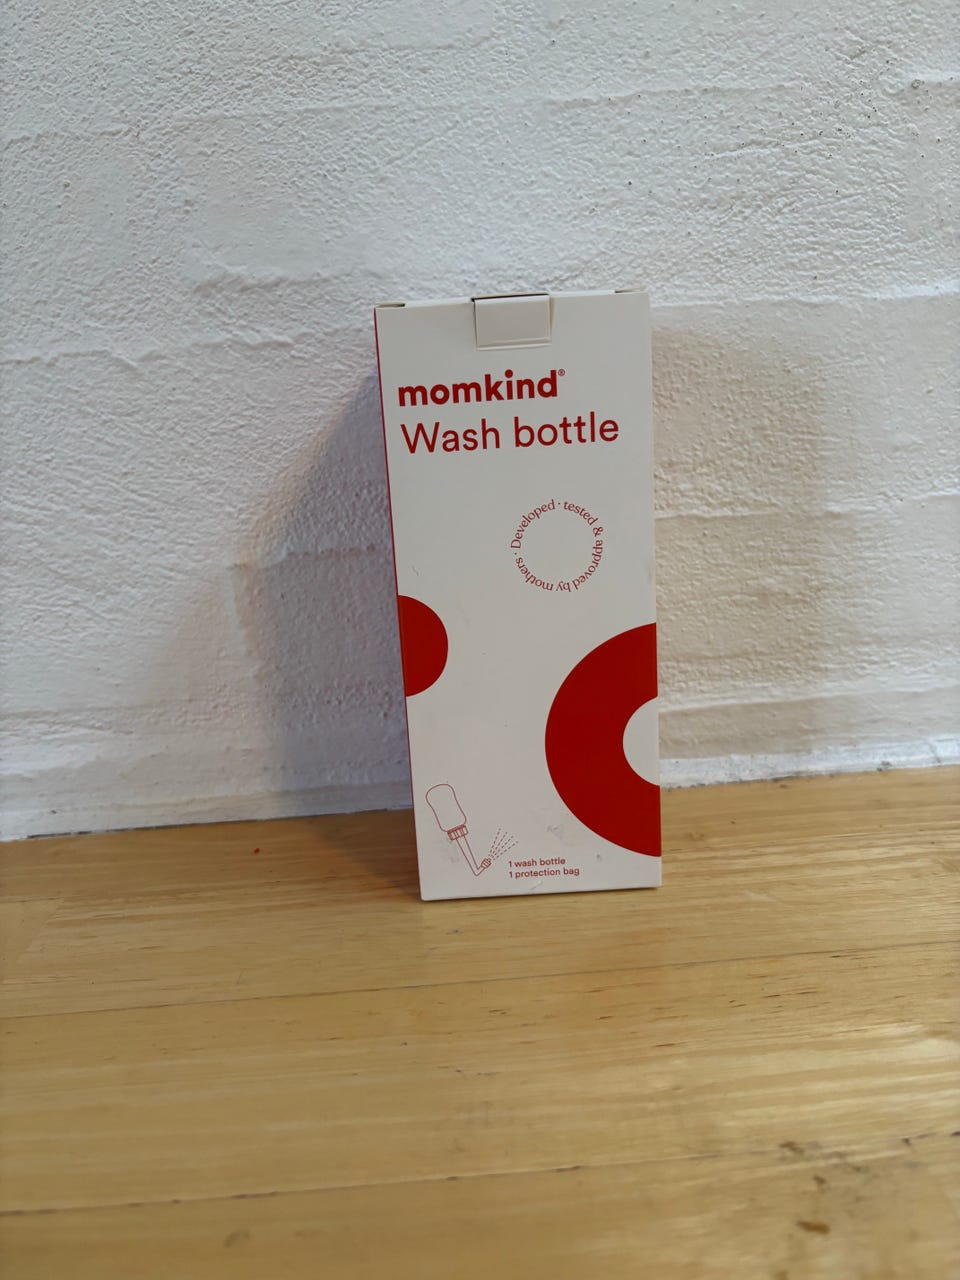 momkind®
Wash bottle
Developed · tested & approved by mothers ·
1 wash bottle
1 protection bag